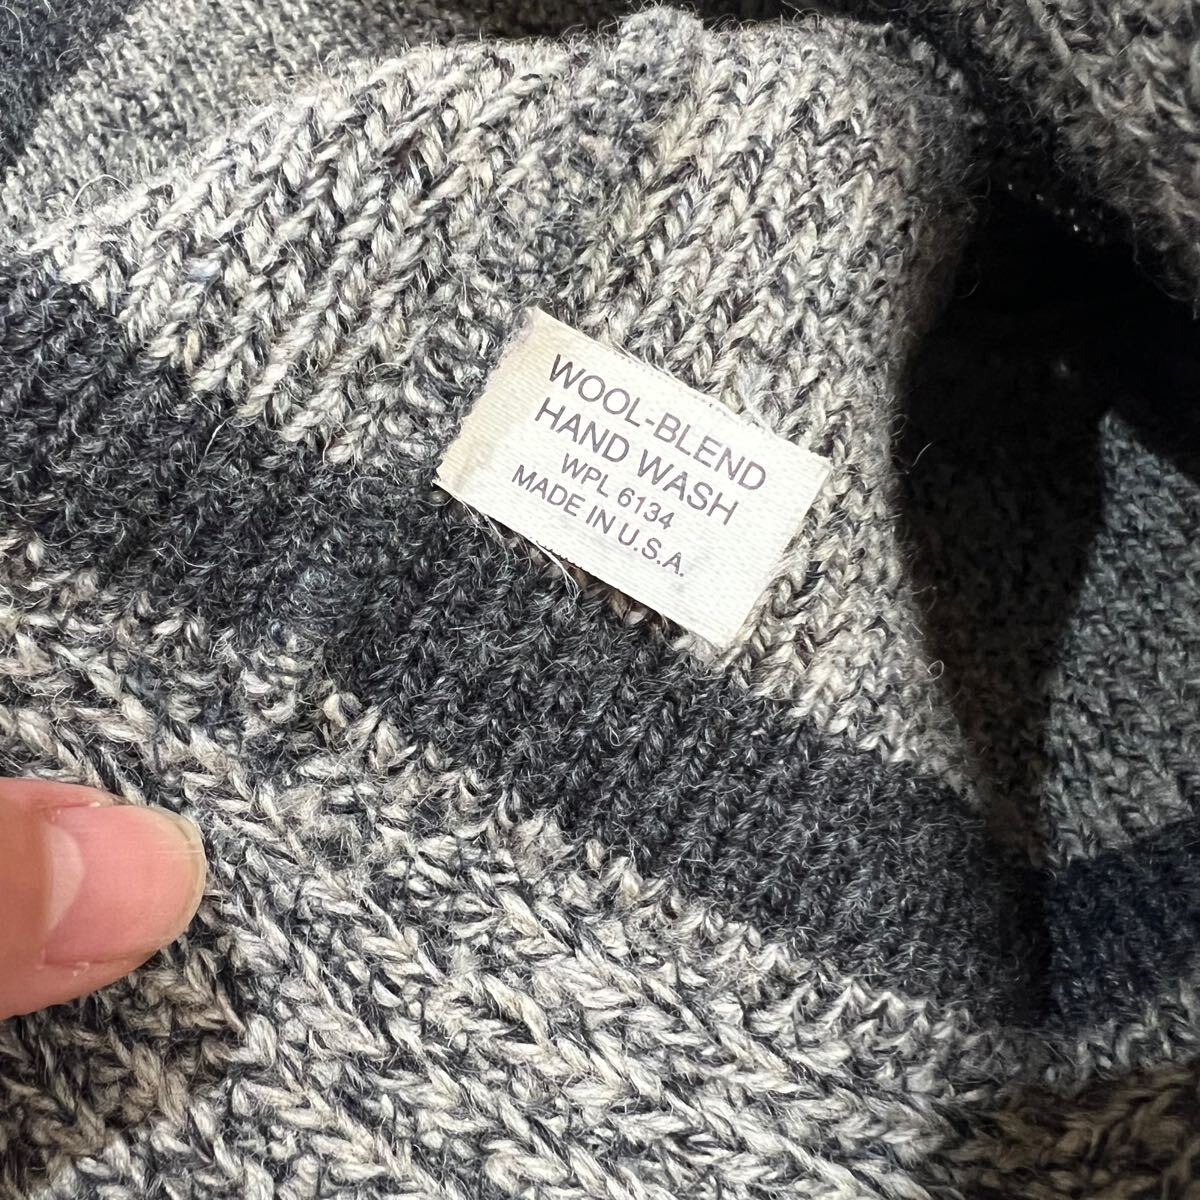 WOOL-BLEND
HAND WASH
WPL 6134
MADE IN U.S.A.